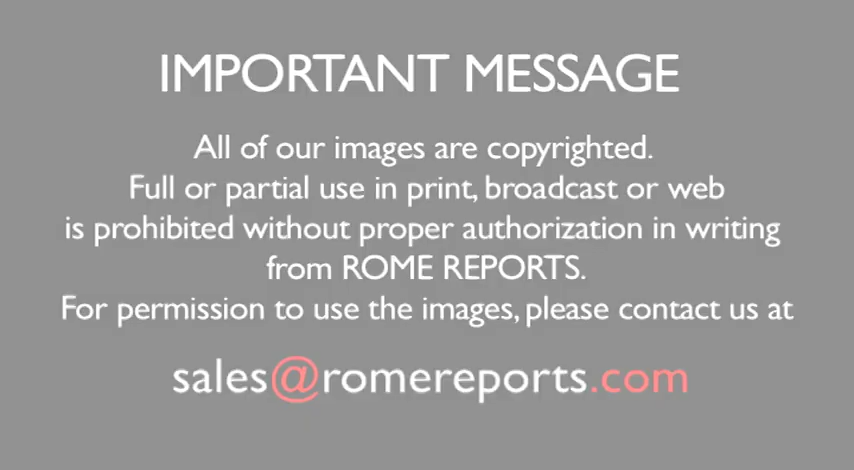 IMPORTANT MESSAGE
All of our images are copyrighted.
Full or partial use in print, broadcast or web
is prohibited without proper authorization in writing
from ROME REPORTS.
For permission to use the images, please contact us at
sales@romereports.com